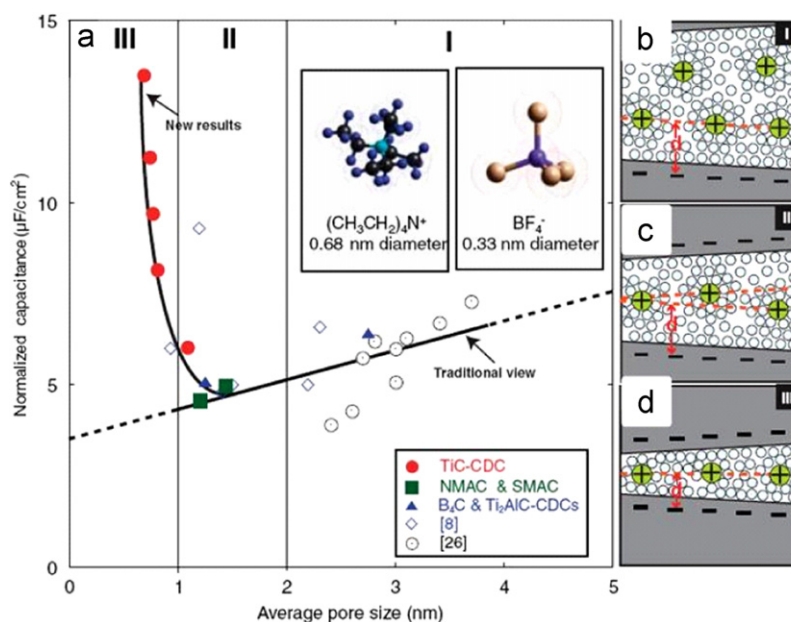 a
III
II
I
15
10
5
0
0
1
2
3
4
5
Normalized capacitance (µF/cm²)
Average pore size (nm)
New results
Traditional view
(CH₃CH₂)₄N⁺
0.68 nm diameter
BF₄⁻
0.33 nm diameter
TiC-CDC
NMAC & SMAC
B₄C & Ti₂AlC-CDCs
[8]
[26]
b
I
d
c
II
d
d
III
d